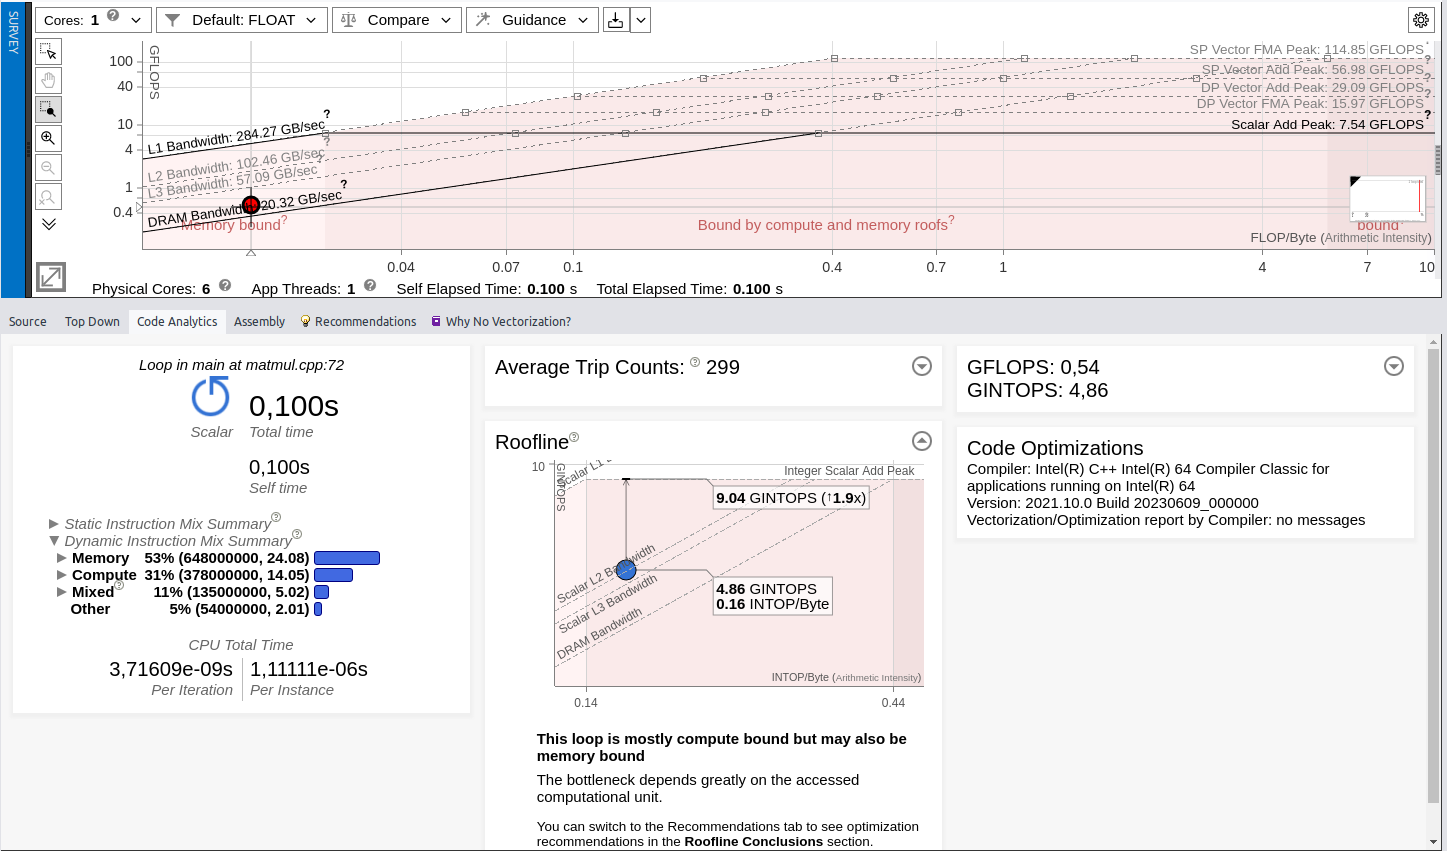 SURVEY
Cores: 1 ?
Default: FLOAT
Compare
Guidance
GFLOPS
100
40
10
4
1
0.4
SP Vector FMA Peak: 114.85 GFLOPS
?
SP Vector Add Peak: 56.98 GFLOPS
?
DP Vector Add Peak: 29.09 GFLOPS
?
DP Vector FMA Peak: 15.97 GFLOPS
?
Scalar Add Peak: 7.54 GFLOPS
L1 Bandwidth: 284.27 GB/sec ?
L2 Bandwidth: 102.46 GB/sec ?
L3 Bandwidth: 57.09 GB/sec ?
DRAM Bandwidth: 20.32 GB/sec ?
Memory bound?
Bound by compute and memory roofs?
bound
FLOP/Byte (Arithmetic Intensity)
0.04 0.07 0.1 0.4 0.7 1 4 7 10
Physical Cores: 6 ? App Threads: 1 ? Self Elapsed Time: 0.100 s Total Elapsed Time: 0.100 s
Source Top Down Code Analytics Assembly Recommendations Why No Vectorization?
Loop in main at matmul.cpp:72
0,100s
Scalar Total time
0,100s
Self time
Static Instruction Mix Summary?
Dynamic Instruction Mix Summary?
Memory 53% (648000000, 24.08)
Compute 31% (378000000, 14.05)
Mixed? 11% (135000000, 5.02)
Other 5% (54000000, 2.01)
CPU Total Time
3,71609e-09s 1,11111e-06s
Per Iteration Per Instance
Average Trip Counts: ? 299
Roofline?
10
GINTOPS
Scalar L1
Integer Scalar Add Peak
9.04 GINTOPS (↑1.9x)
Scalar L2 Bandwidth
Scalar L3 Bandwidth
DRAM Bandwidth
4.86 GINTOPS
0.16 INTOP/Byte
INTOP/Byte (Arithmetic Intensity)
0.14 0.44
This loop is mostly compute bound but may also be
memory bound
The bottleneck depends greatly on the accessed
computational unit.
You can switch to the Recommendations tab to see optimization
recommendations in the Roofline Conclusions section.
GFLOPS: 0,54
GINTOPS: 4,86
Code Optimizations
Compiler: Intel(R) C++ Intel(R) 64 Compiler Classic for
applications running on Intel(R) 64
Version: 2021.10.0 Build 20230609_000000
Vectorization/Optimization report by Compiler: no messages